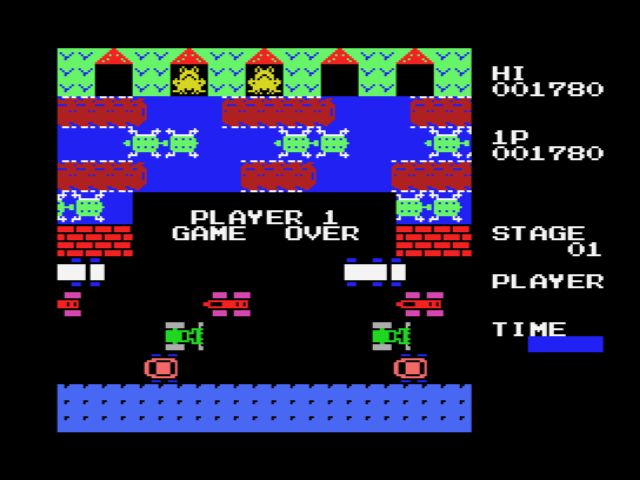 HI
001780
1P
001780
PLAYER 1
GAME OVER
STAGE
01
PLAYER
TIME